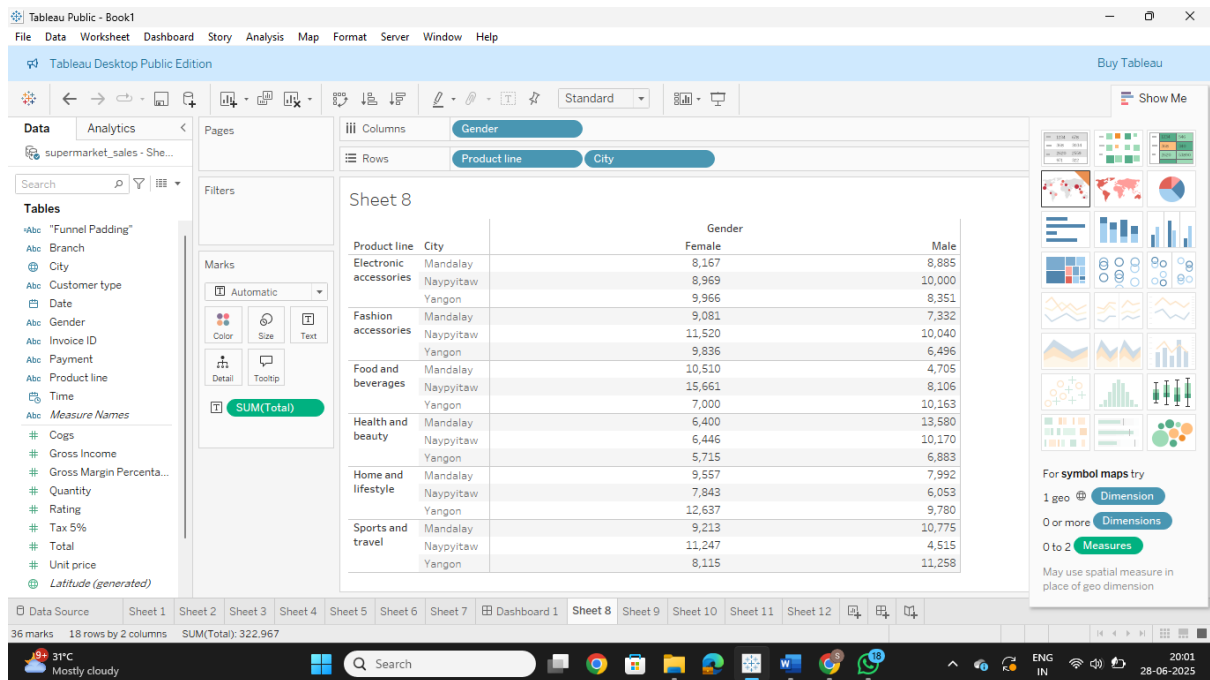 Tableau Public - Book1
File Data Worksheet Dashboard Story Analysis Map Format Server Window Help
Tableau Desktop Public Edition
Buy Tableau
Standard
Show Me
Data Analytics
supermarket_sales - She...
Search
Tables
Abc "Funnel Padding"
Abc Branch
City
Abc Customer type
Date
Abc Gender
Abc Invoice ID
Abc Payment
Abc Product line
Time
Abc Measure Names
# Cogs
# Gross Income
# Gross Margin Percenta...
# Quantity
# Rating
# Tax 5%
# Total
# Unit price
Latitude (generated)
Pages
Filters
Marks
Automatic
Color Size Text
Detail Tooltip
SUM(Total)
Columns Gender
Rows Product line City
Sheet 8
Gender
Product line City Female Male
Electronic accessories Mandalay 8,167 8,885
Naypyitaw 8,969 10,000
Yangon 9,966 8,351
Fashion accessories Mandalay 9,081 7,332
Naypyitaw 11,520 10,040
Yangon 9,836 6,496
Food and beverages Mandalay 10,510 4,705
Naypyitaw 15,661 8,106
Yangon 7,000 10,163
Health and beauty Mandalay 6,400 13,580
Naypyitaw 6,446 10,170
Yangon 5,715 6,883
Home and lifestyle Mandalay 9,557 7,992
Naypyitaw 7,843 6,053
Yangon 12,637 9,780
Sports and travel Mandalay 9,213 10,775
Naypyitaw 11,247 4,515
Yangon 8,115 11,258
For symbol maps try
1 geo Dimension
0 or more Dimensions
0 to 2 Measures
May use spatial measure in
place of geo dimension
Data Source Sheet 1 Sheet 2 Sheet 3 Sheet 4 Sheet 5 Sheet 6 Sheet 7 Dashboard 1 Sheet 8 Sheet 9 Sheet 10 Sheet 11 Sheet 12
36 marks 18 rows by 2 columns SUM(Total): 322,967
9+
31°C
Mostly cloudy
Search
S
18
ENG
IN
20:01
28-06-2025